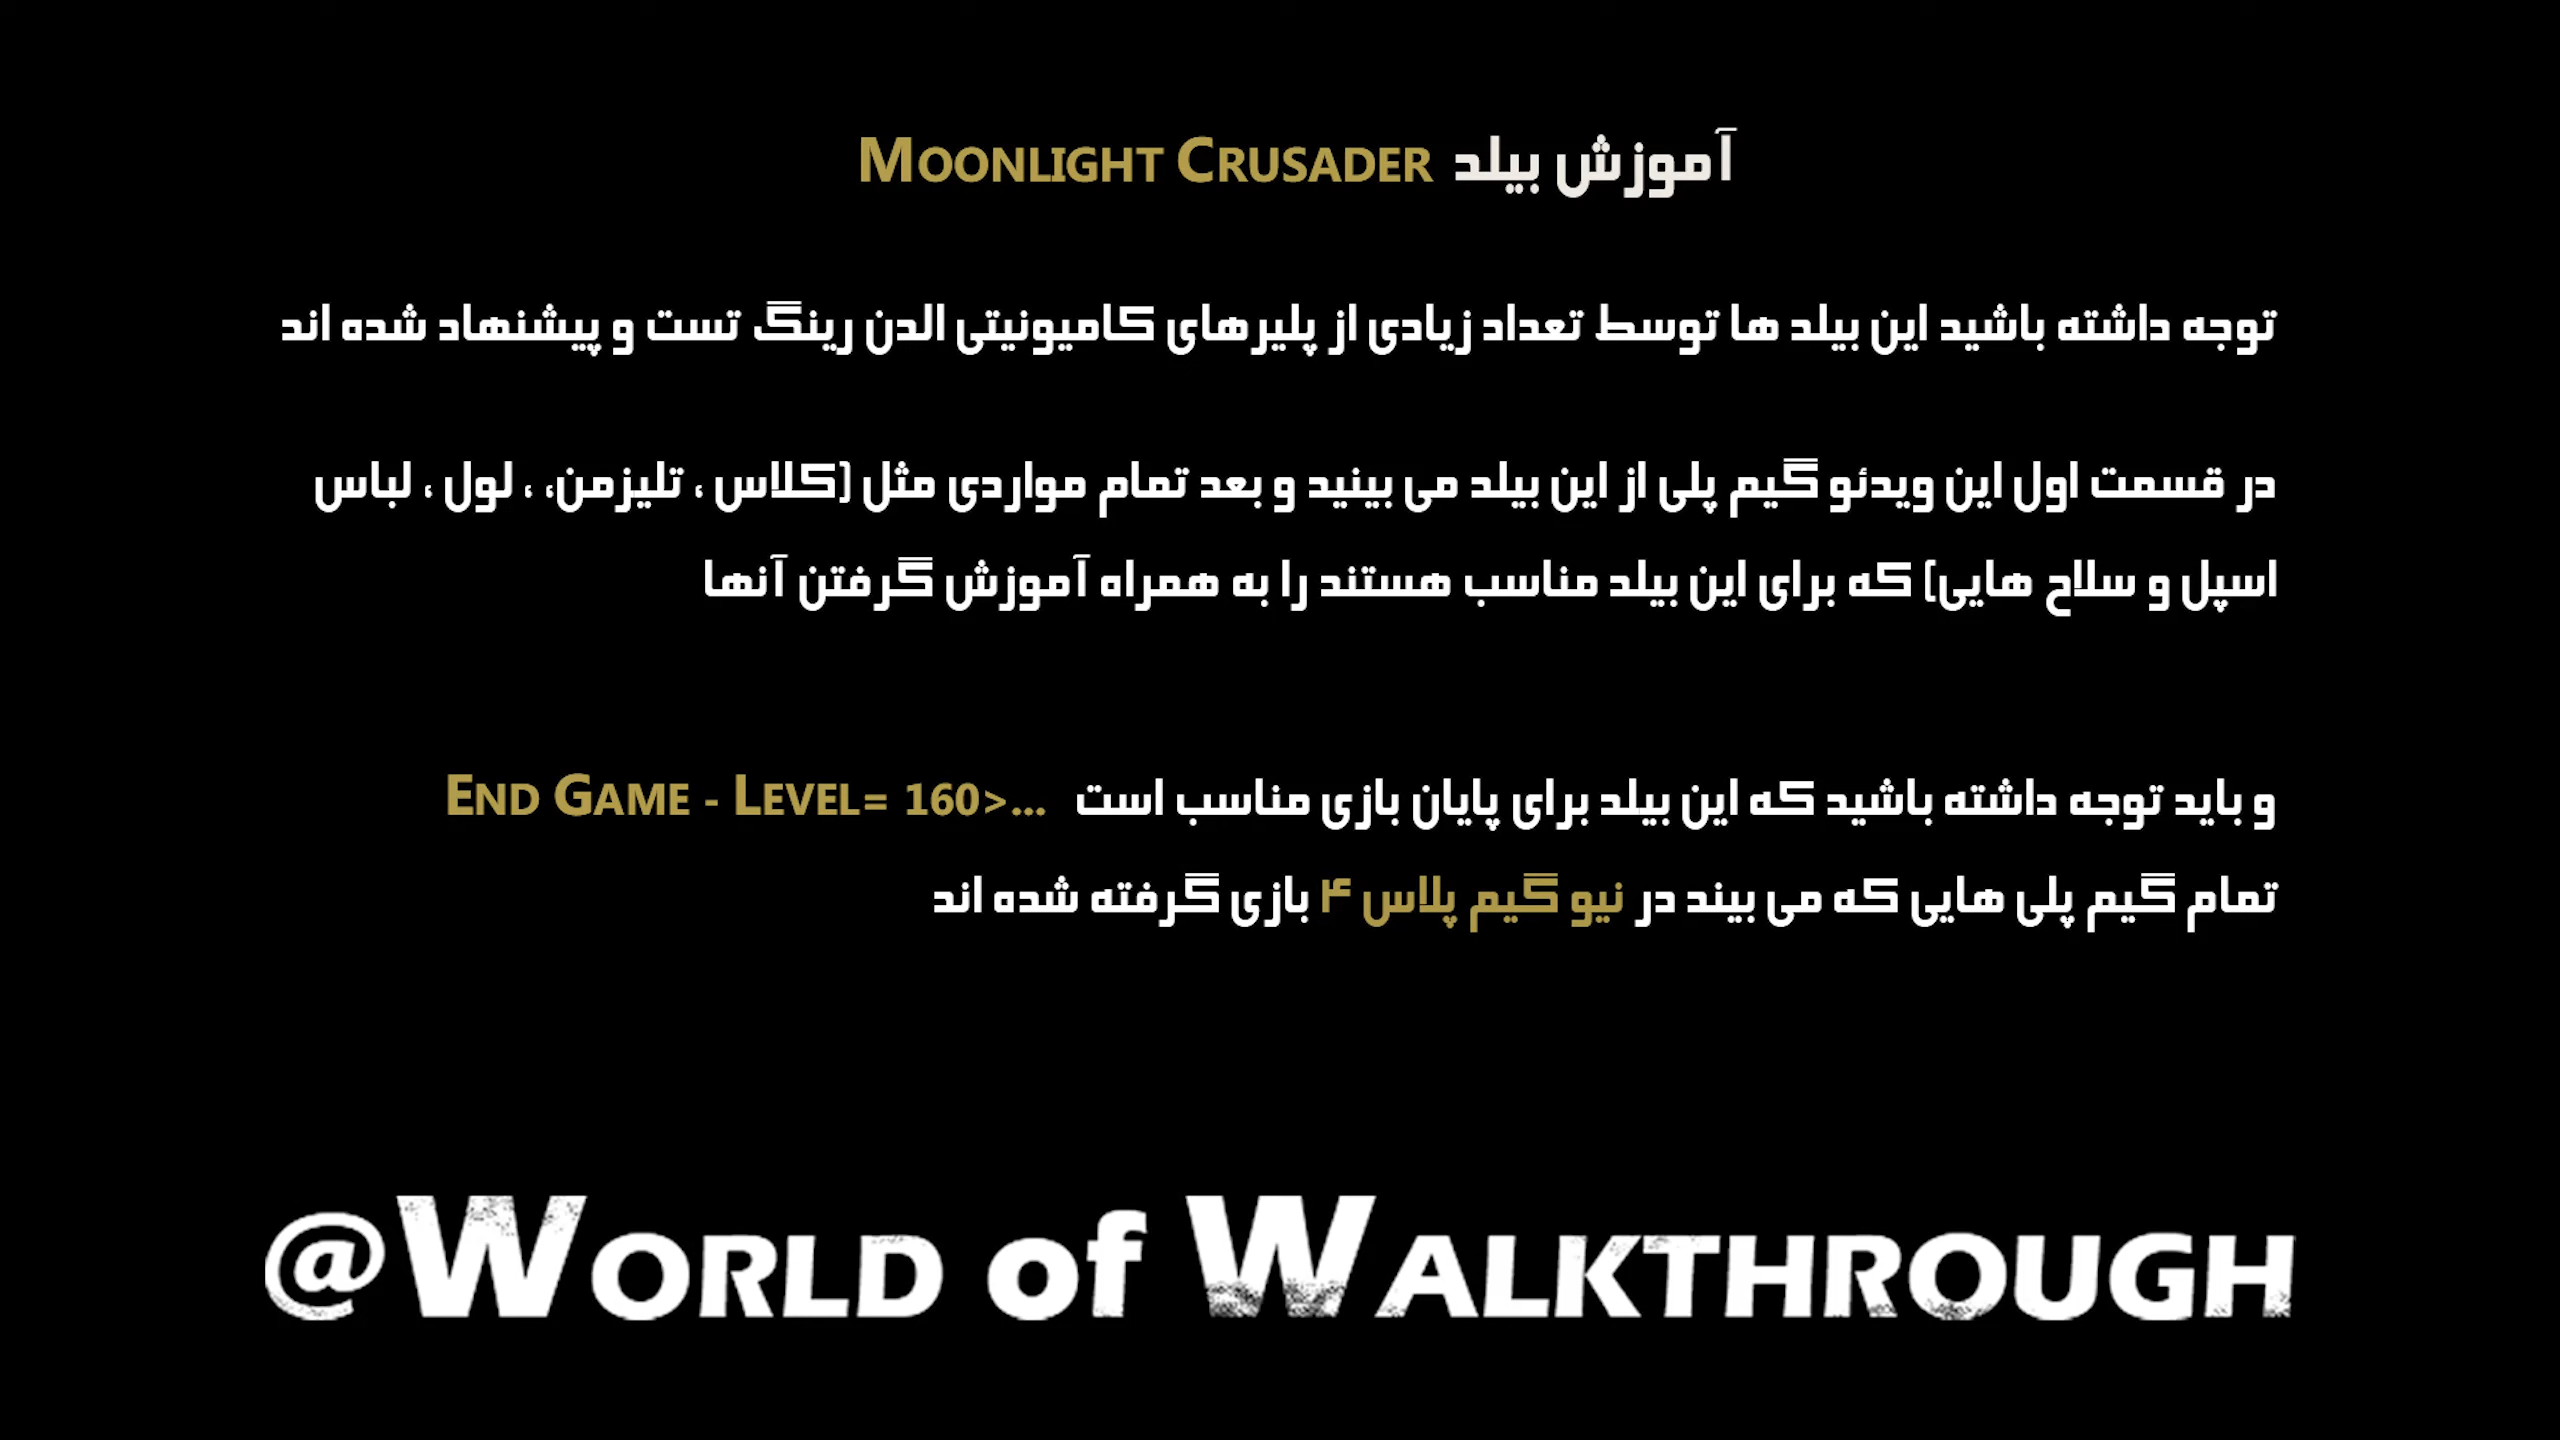 آموزش بیلد Moonlight Crusader
توجه داشته باشید این بیلد ها توسط تعداد زیادی از پلیرهای کامیونیتی الدن رینگ تست و پیشنهاد شده اند
در قسمت اول این ویدئو گیم پلی از این بیلد می بینید و بعد تمام مواردی مثل (کلاس ، تلیزمن، ، لول ، لباس
اسپل و سلاح هایی) که برای این بیلد مناسب هستند را به همراه آموزش گرفتن آنها
و باید توجه داشته باشید که این بیلد برای پایان بازی مناسب است End Game - Level= 160>...
تمام گیم پلی هایی که می بیند در نیو گیم پلاس ۴ بازی گرفته شده اند
@World of Walkthrough